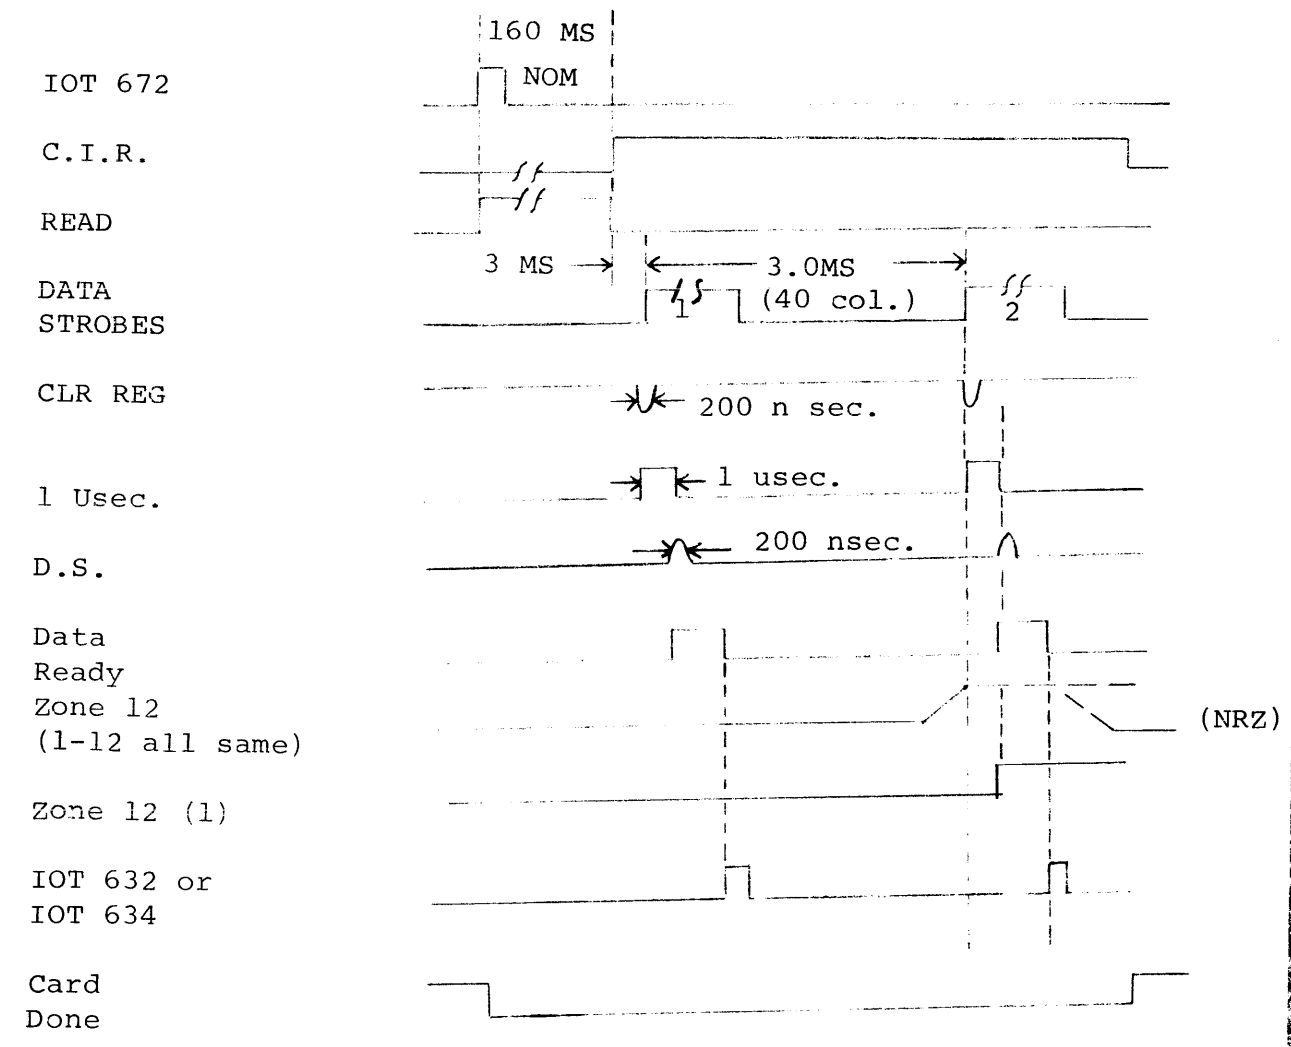 160 MS
IOT 672
NOM
C.I.R.
READ
3 MS
3.0MS
DATA
STROBES
1
(40 col.)
2
CLR REG
200 n sec.
1 Usec.
1 usec.
D.S.
200 nsec.
Data
Ready
Zone 12
(1-12 all same)
(NRZ)
Zone 12 (1)
IOT 632 or
IOT 634
Card
Done